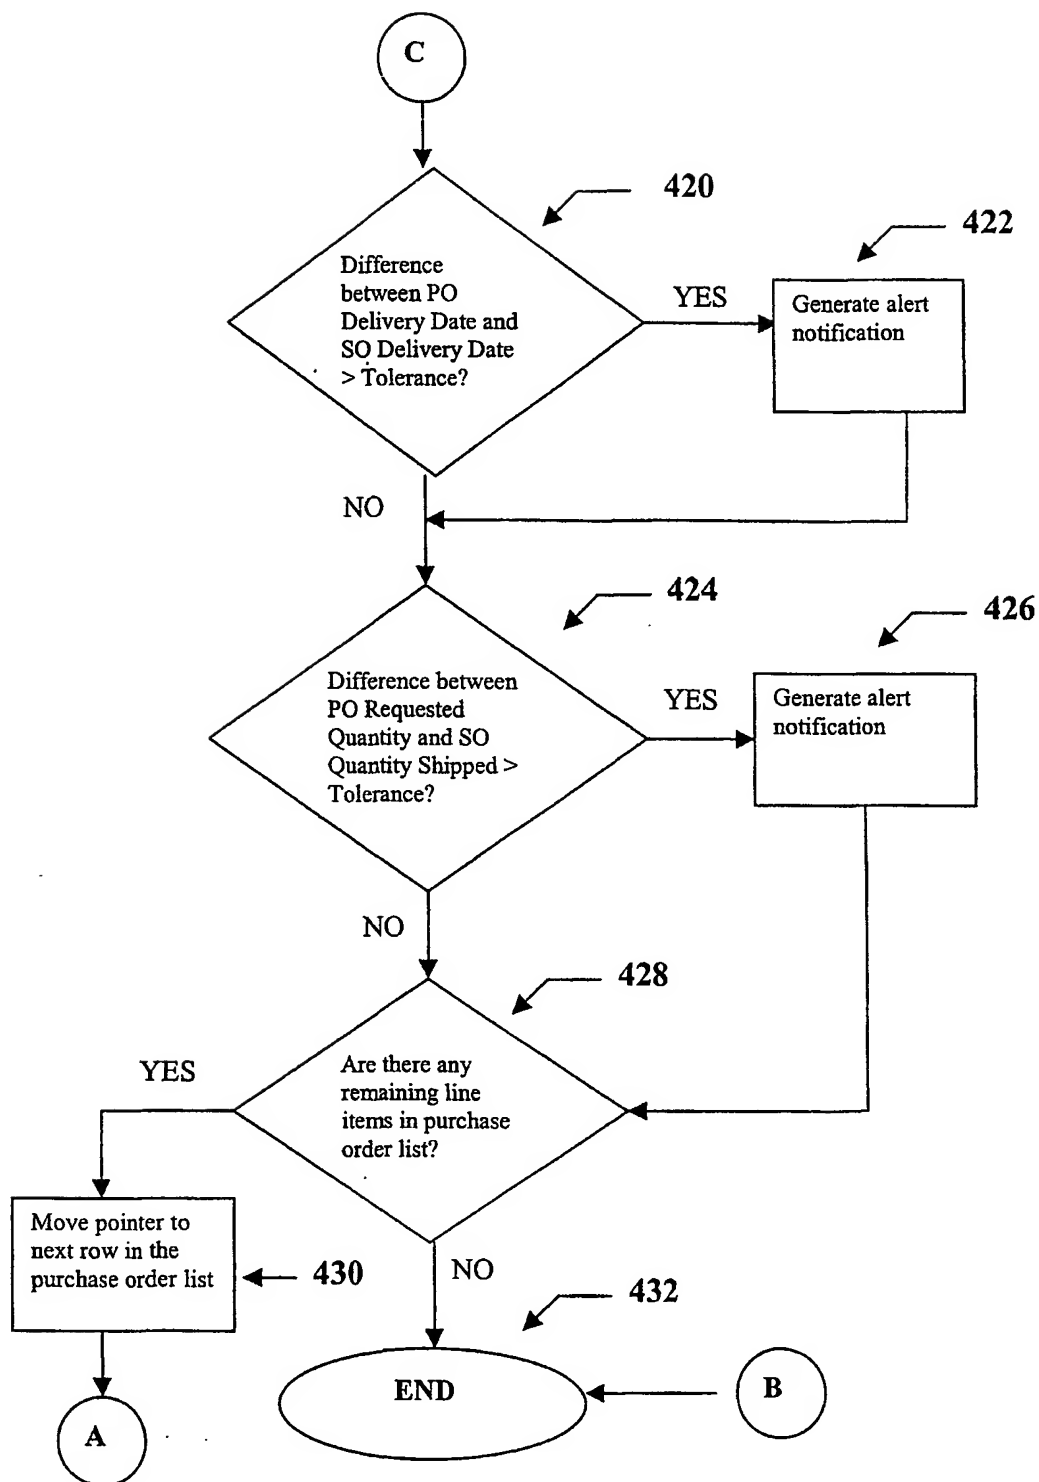 C
420
422
Difference
between PO
Delivery Date and
SO Delivery Date
> Tolerance?
YES
Generate alert
notification
NO
424
426
Difference between
PO Requested
Quantity and SO
Quantity Shipped >
Tolerance?
YES
Generate alert
notification
NO
428
YES
Are there any
remaining line
items in purchase
order list?
Move pointer to
next row in the
purchase order list
430
NO
432
END
B
A